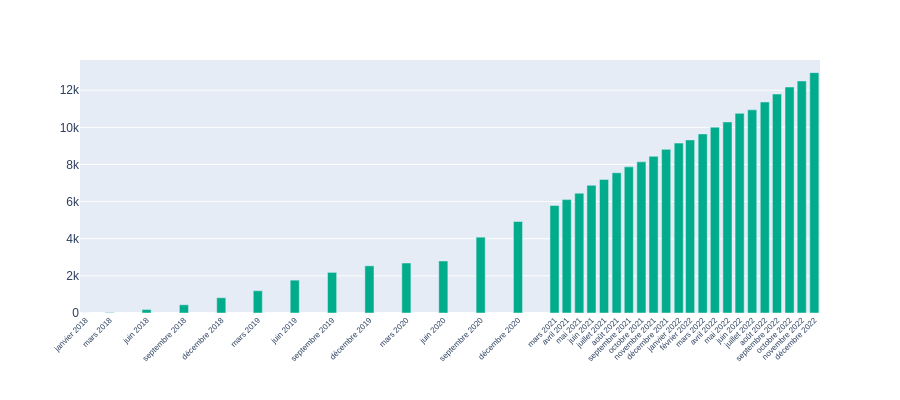 12k
10k
8k
6k
4k
2k
0
janvier 2018
mars 2018
juin 2018
septembre 2018
décembre 2018
mars 2019
juin 2019
septembre 2019
décembre 2019
mars 2020
juin 2020
septembre 2020
décembre 2020
mars 2021
avril 2021
mai 2021
juin 2021
juillet 2021
août 2021
septembre 2021
octobre 2021
novembre 2021
décembre 2021
janvier 2022
février 2022
mars 2022
avril 2022
mai 2022
juin 2022
juillet 2022
août 2022
septembre 2022
octobre 2022
novembre 2022
décembre 2022